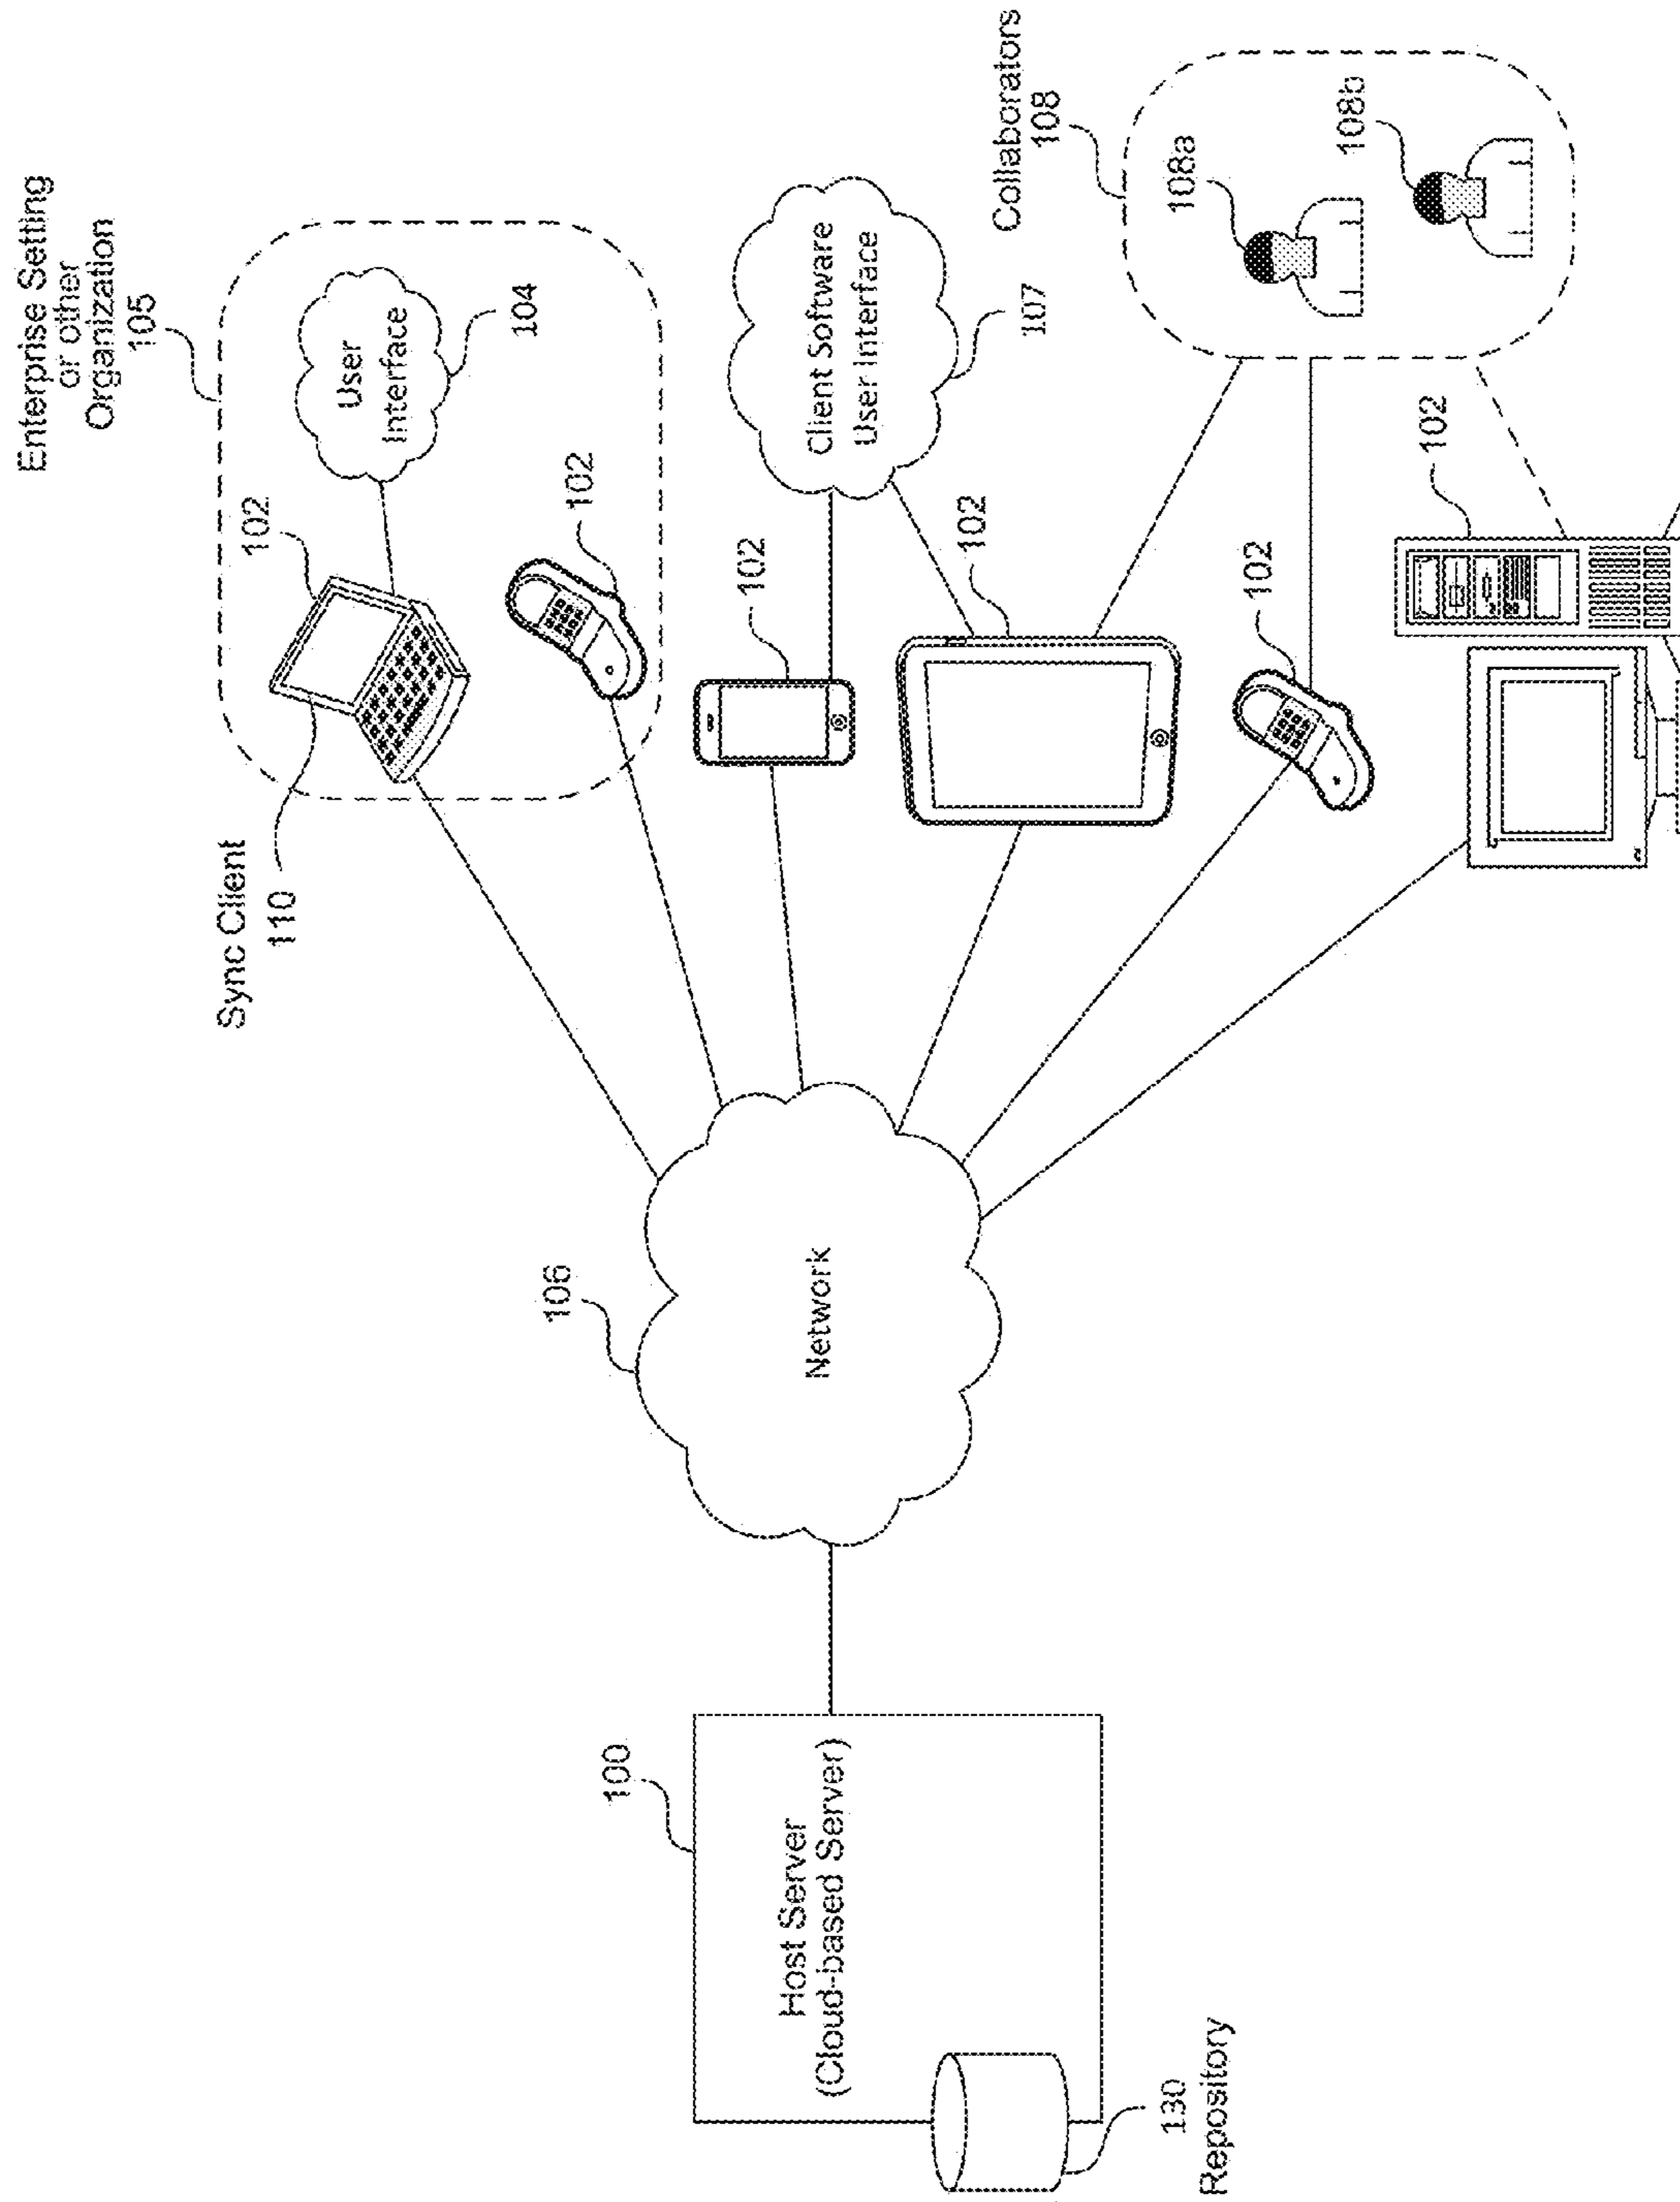 Enterprise Setting
or other
Organization
105
Sync Client
110
102
User
Interface
104
102
102
Client Software
User Interface
107
102
Collaborators
108
108a
108b
102
102
106
Network
100
Host Server
(Cloud-based Server)
130
Repository